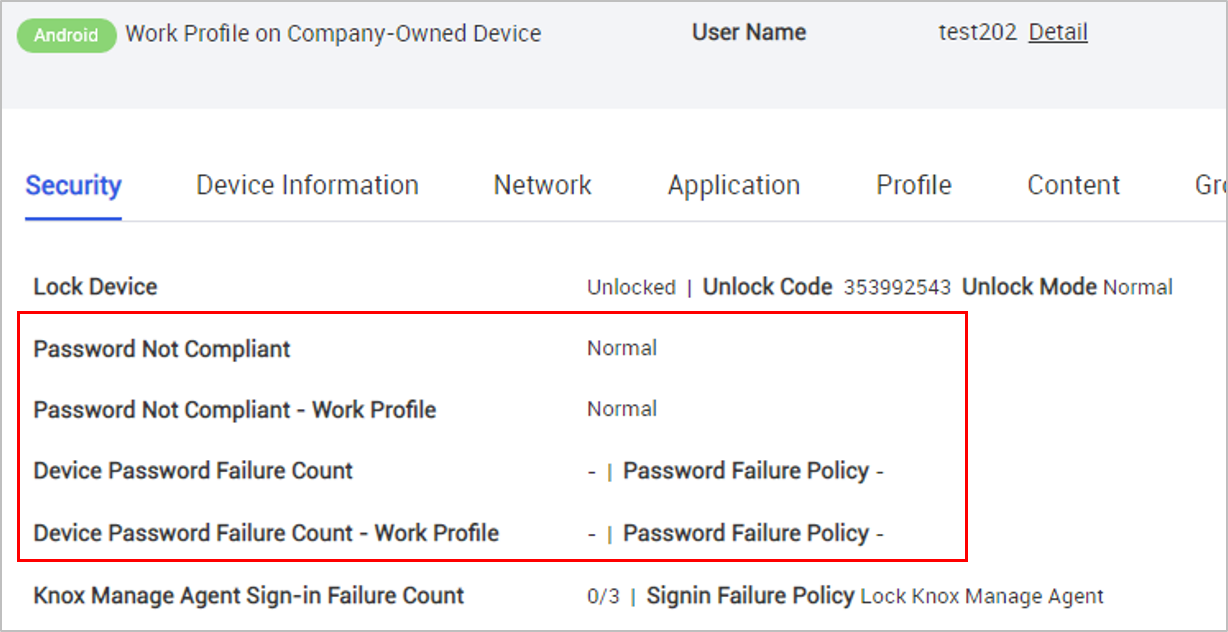 Android Work Profile on Company-Owned Device User Name test202 Detail
Security Device Information Network Application Profile Content Gr
Lock Device Unlocked | Unlock Code 353992543 Unlock Mode Normal
Password Not Compliant Normal
Password Not Compliant - Work Profile Normal
Device Password Failure Count - | Password Failure Policy -
Device Password Failure Count - Work Profile - | Password Failure Policy -
Knox Manage Agent Sign-in Failure Count 0/3 | Signin Failure Policy Lock Knox Manage Agent